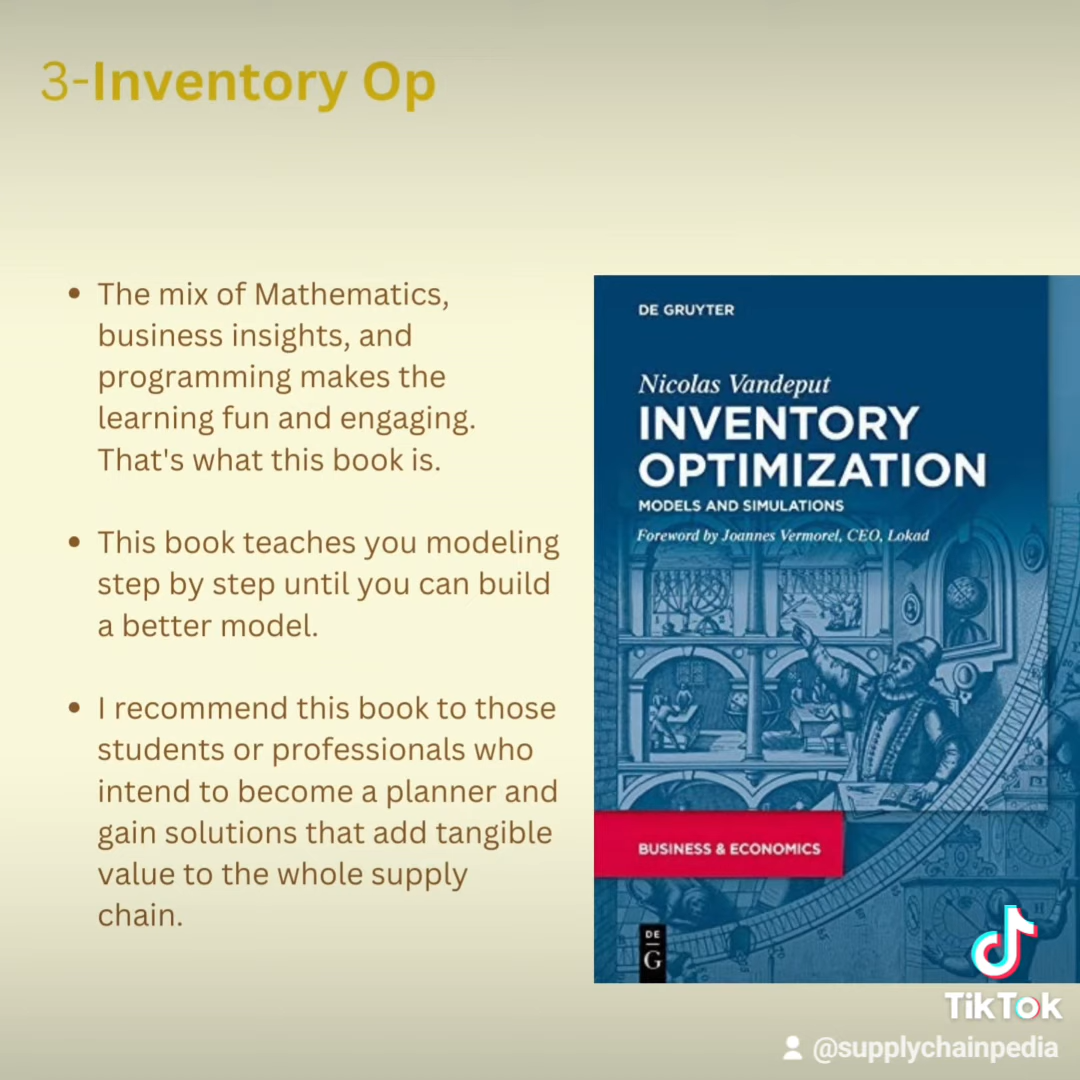 3-Inventory Op
• The mix of Mathematics,
business insights, and
programming makes the
learning fun and engaging.
That's what this book is.
• This book teaches you modeling
step by step until you can build
a better model.
• I recommend this book to those
students or professionals who
intend to become a planner and
gain solutions that add tangible
value to the whole supply
chain.
DE GRUYTER
Nicolas Vandeput
INVENTORY
OPTIMIZATION
MODELS AND SIMULATIONS
Foreword by Joannes Vermorel, CEO, Lokad
BUSINESS & ECONOMICS
DE
G
TikTok
@supplychainpedia